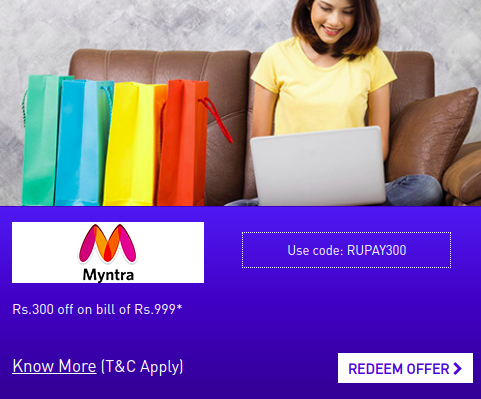 Myntra
Use code: RUPAY300
Rs.300 off on bill of Rs.999*
Know More (T&C Apply)
REDEEM OFFER